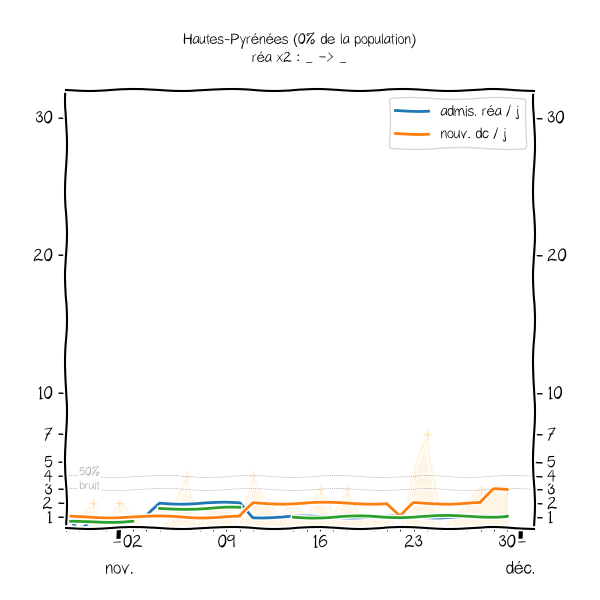 Hautes-Pyrénées (0% de la population)
réa x2 : _ -> _
admis. réa / j
nouv. dc / j
30 30
20 20
10 10
7 7
5 5
4 50% 4
3 bruit 3
2 2
1 1
02 09 16 23 30
nov. déc.